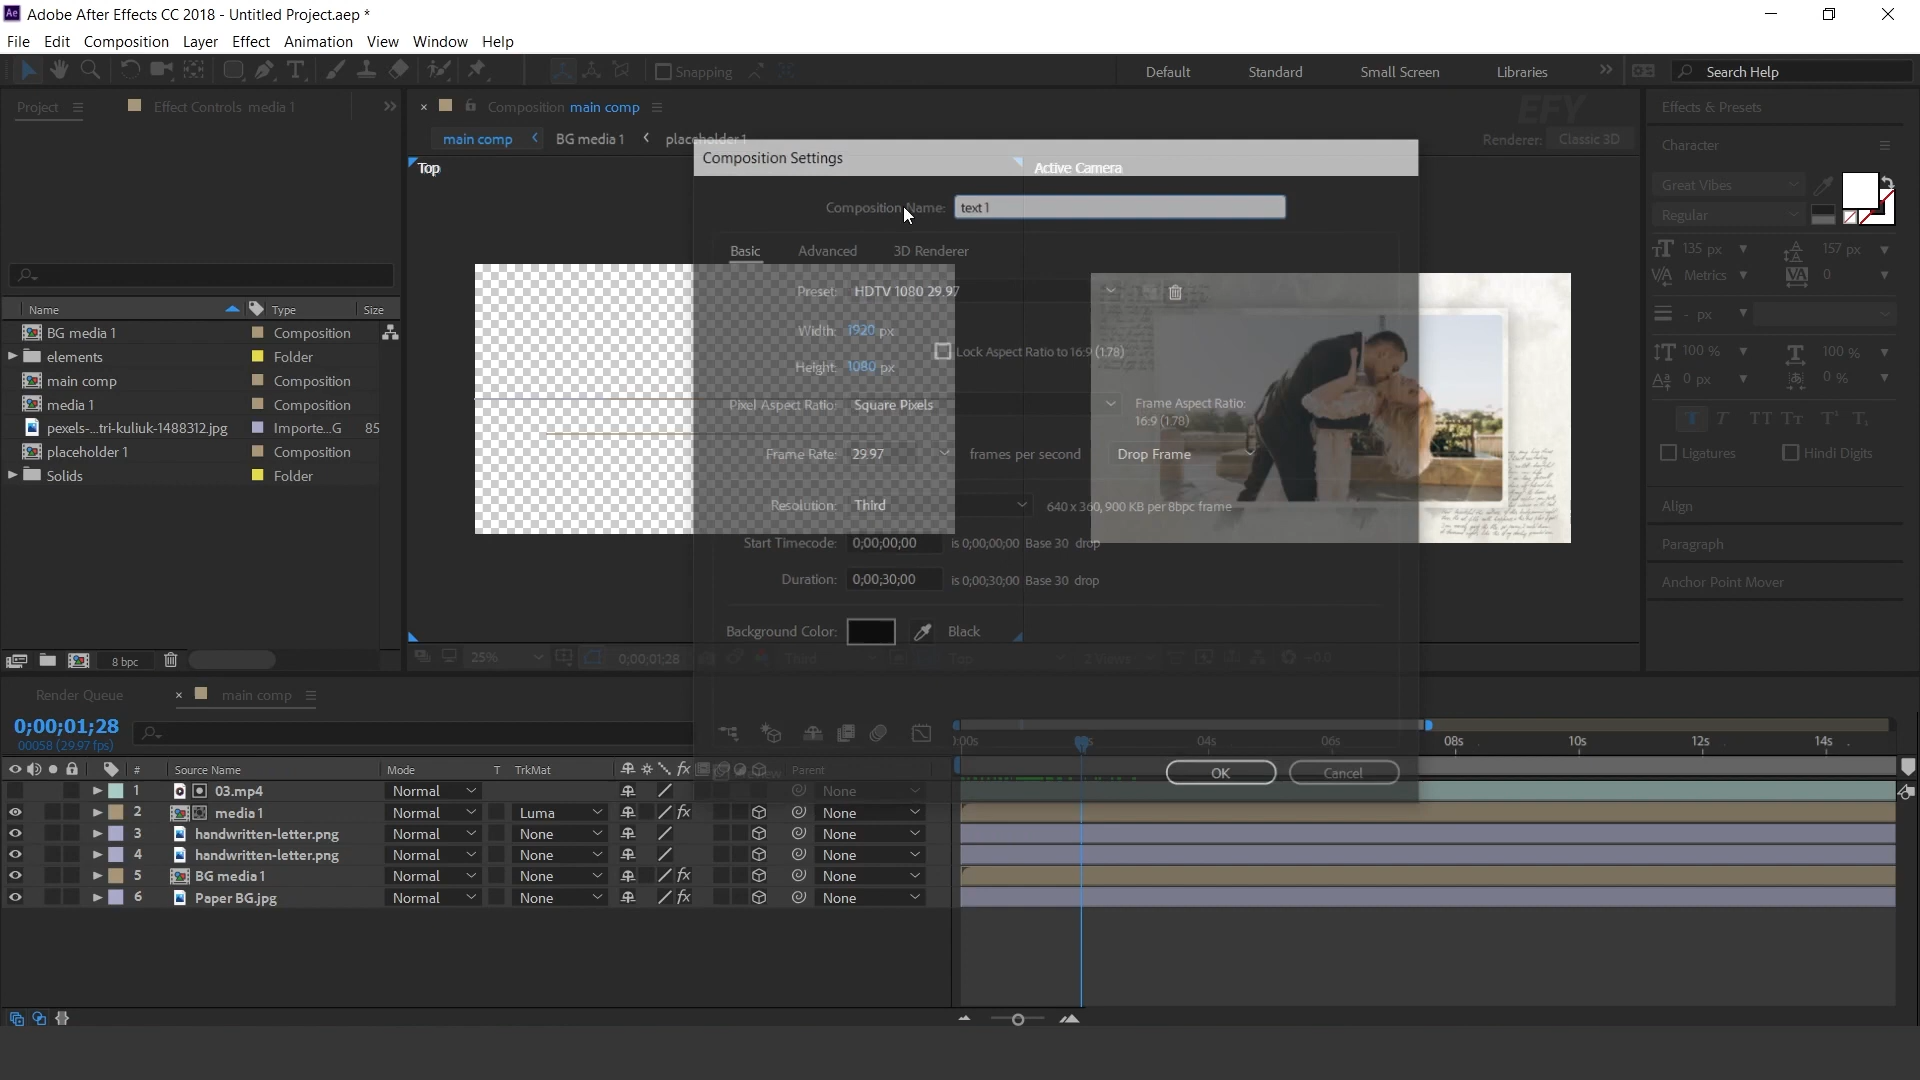 Adobe After Effects CC 2018 - Untitled Project.aep *
File Edit Composition Layer Effect Animation View Window Help
Snapping
Default Standard Small Screen Libraries
Search Help
Project
Effect Controls media 1
Composition main comp
EFY
Effects & Presets
main comp BG media 1 placeholder 1
Renderer: Classic 3D
Character
Top
Active Camera
Composition Settings
Composition Name: text 1
Basic Advanced 3D Renderer
Preset: HDTV 1080 29.97
Width: 1920 px
Lock Aspect Ratio to 16:9 (1.78)
Height: 1080 px
Pixel Aspect Ratio: Square Pixels
Frame Aspect Ratio:
16:9 (1.78)
Frame Rate: 29.97 frames per second Drop Frame
Resolution: Third 640 x 360, 900 KB per 8bpc frame
Start Timecode: 0;00;00;00 is 0;00;00;00 Base 30 drop
Duration: 0;00;30;00 is 0;00;30;00 Base 30 drop
Background Color: Black
OK Cancel
Great Vibes
Regular
135 px 157 px
Metrics 0
- px
100 % 100 %
0 px 0 %
Ligatures Hindi Digits
Align
Paragraph
Anchor Point Mover
Name Type Size
BG media 1 Composition
elements Folder
main comp Composition
media 1 Composition
pexels-...tri-kuliuk-1488312.jpg Importe...G 85
placeholder 1 Composition
Solids Folder
8 bpc
25% 0;00;01;28 Third Top 2 Views +0.0
Render Queue main comp
0;00;01;28
00058 (29.97 fps)
:00s 04s 06s 08s 10s 12s 14s
# Source Name Mode T TrkMat Parent
1 03.mp4 Normal None
2 media 1 Normal Luma None
3 handwritten-letter.png Normal None None
4 handwritten-letter.png Normal None None
5 BG media 1 Normal None None
6 Paper BG.jpg Normal None None